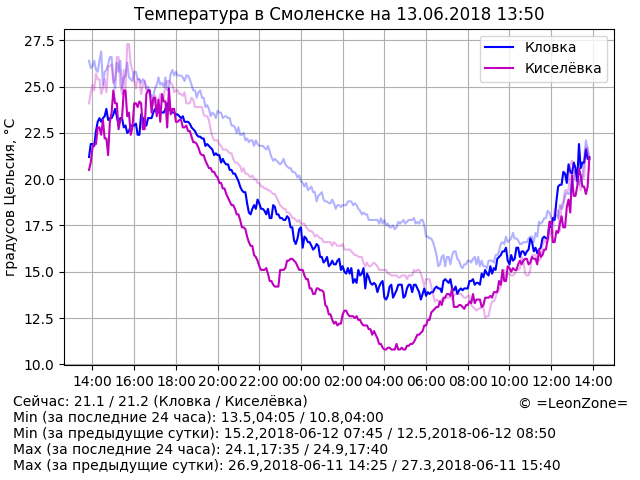 Температура в Смоленске на 13.06.2018 13:50
27.5
25.0
22.5
20.0
17.5
15.0
12.5
10.0
градусов Цельсия, °C
Кловка
Киселёвка
14:00 16:00 18:00 20:00 22:00 00:00 02:00 04:00 06:00 08:00 10:00 12:00 14:00
Сейчас: 21.1 / 21.2 (Кловка / Киселёвка)
© =LeonZone=
Min (за последние 24 часа): 13.5,04:05 / 10.8,04:00
Min (за предыдущие сутки): 15.2,2018-06-12 07:45 / 12.5,2018-06-12 08:50
Max (за последние 24 часа): 24.1,17:35 / 24.9,17:40
Max (за предыдущие сутки): 26.9,2018-06-11 14:25 / 27.3,2018-06-11 15:40